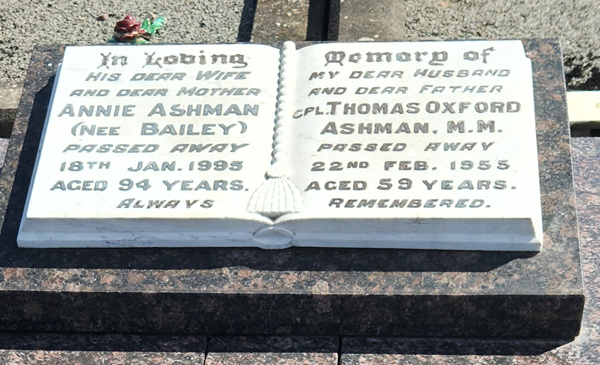 In Loving
His Dear Wife
and Dear Mother
Annie Ashman
(Nee Bailey)
Passed away
18th Jan. 1995
Aged 94 years.
Always
Memory of
My Dear Husband
and Dear Father
Cpl. Thomas Oxford
Ashman, M.M.
Passed away
22nd Feb. 1955
Aged 59 years.
Remembered.